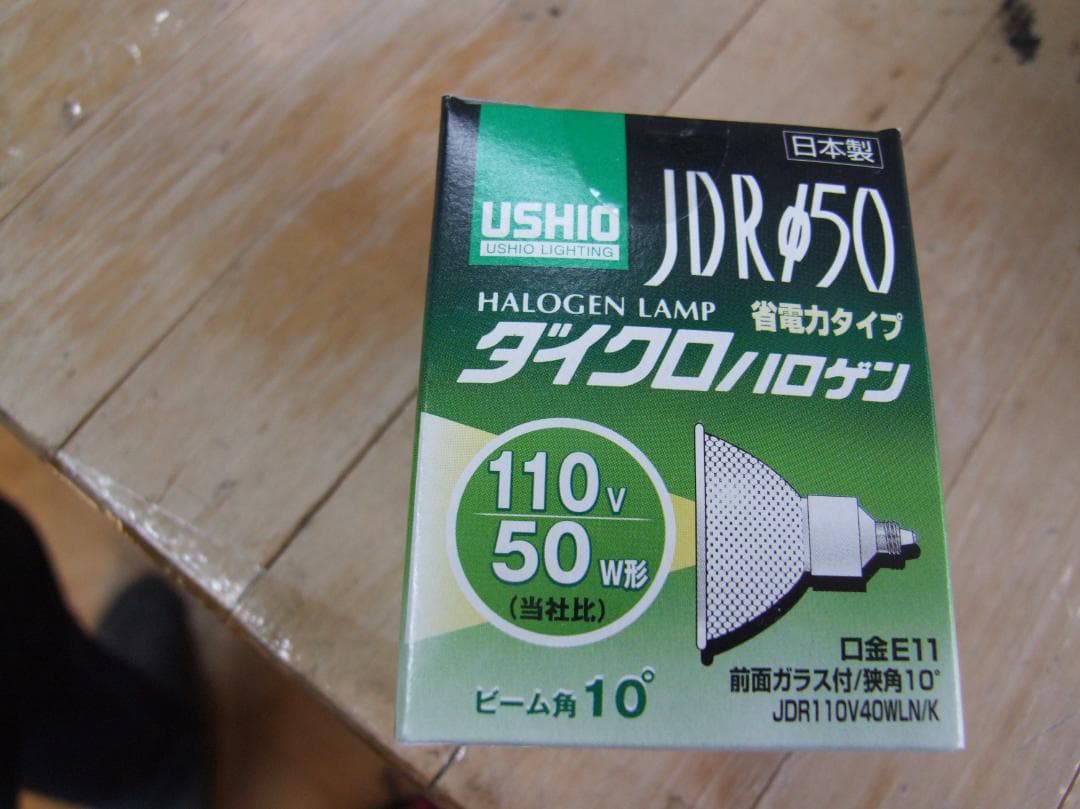 日本製
USHIO
USHIO LIGHTING
JDRφ50
HALOGEN LAMP 省電力タイプ
ダイクロハロゲン
110V
50W形
(当社比)
口金E11
前面ガラス付/狭角10°
JDR110V40WLN/K
ビーム角10°